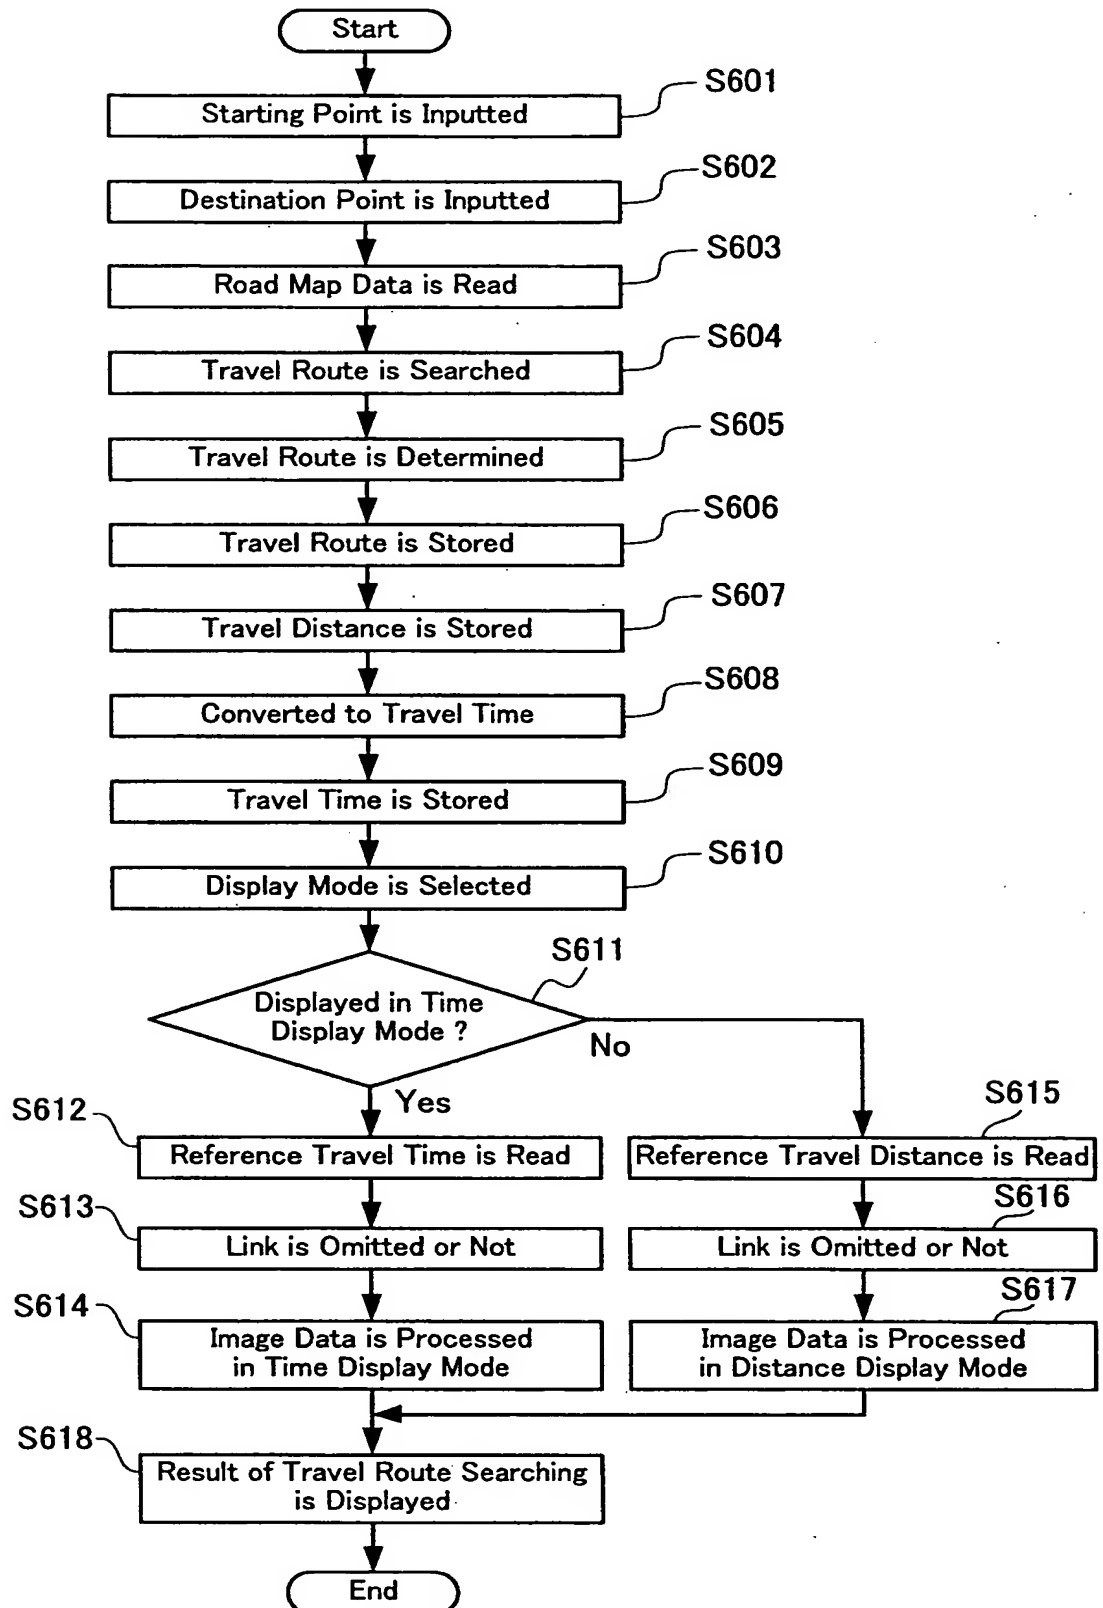 Start
Starting Point is Inputted
S601
Destination Point is Inputted
S602
Road Map Data is Read
S603
Travel Route is Searched
S604
Travel Route is Determined
S605
Travel Route is Stored
S606
Travel Distance is Stored
S607
Converted to Travel Time
S608
Travel Time is Stored
S609
Display Mode is Selected
S610
S611
Displayed in Time
Display Mode ?
No
Yes
S612
Reference Travel Time is Read
S615
Reference Travel Distance is Read
S613
Link is Omitted or Not
S616
Link is Omitted or Not
S614
Image Data is Processed
in Time Display Mode
S617
Image Data is Processed
in Distance Display Mode
S618
Result of Travel Route Searching
is Displayed
End